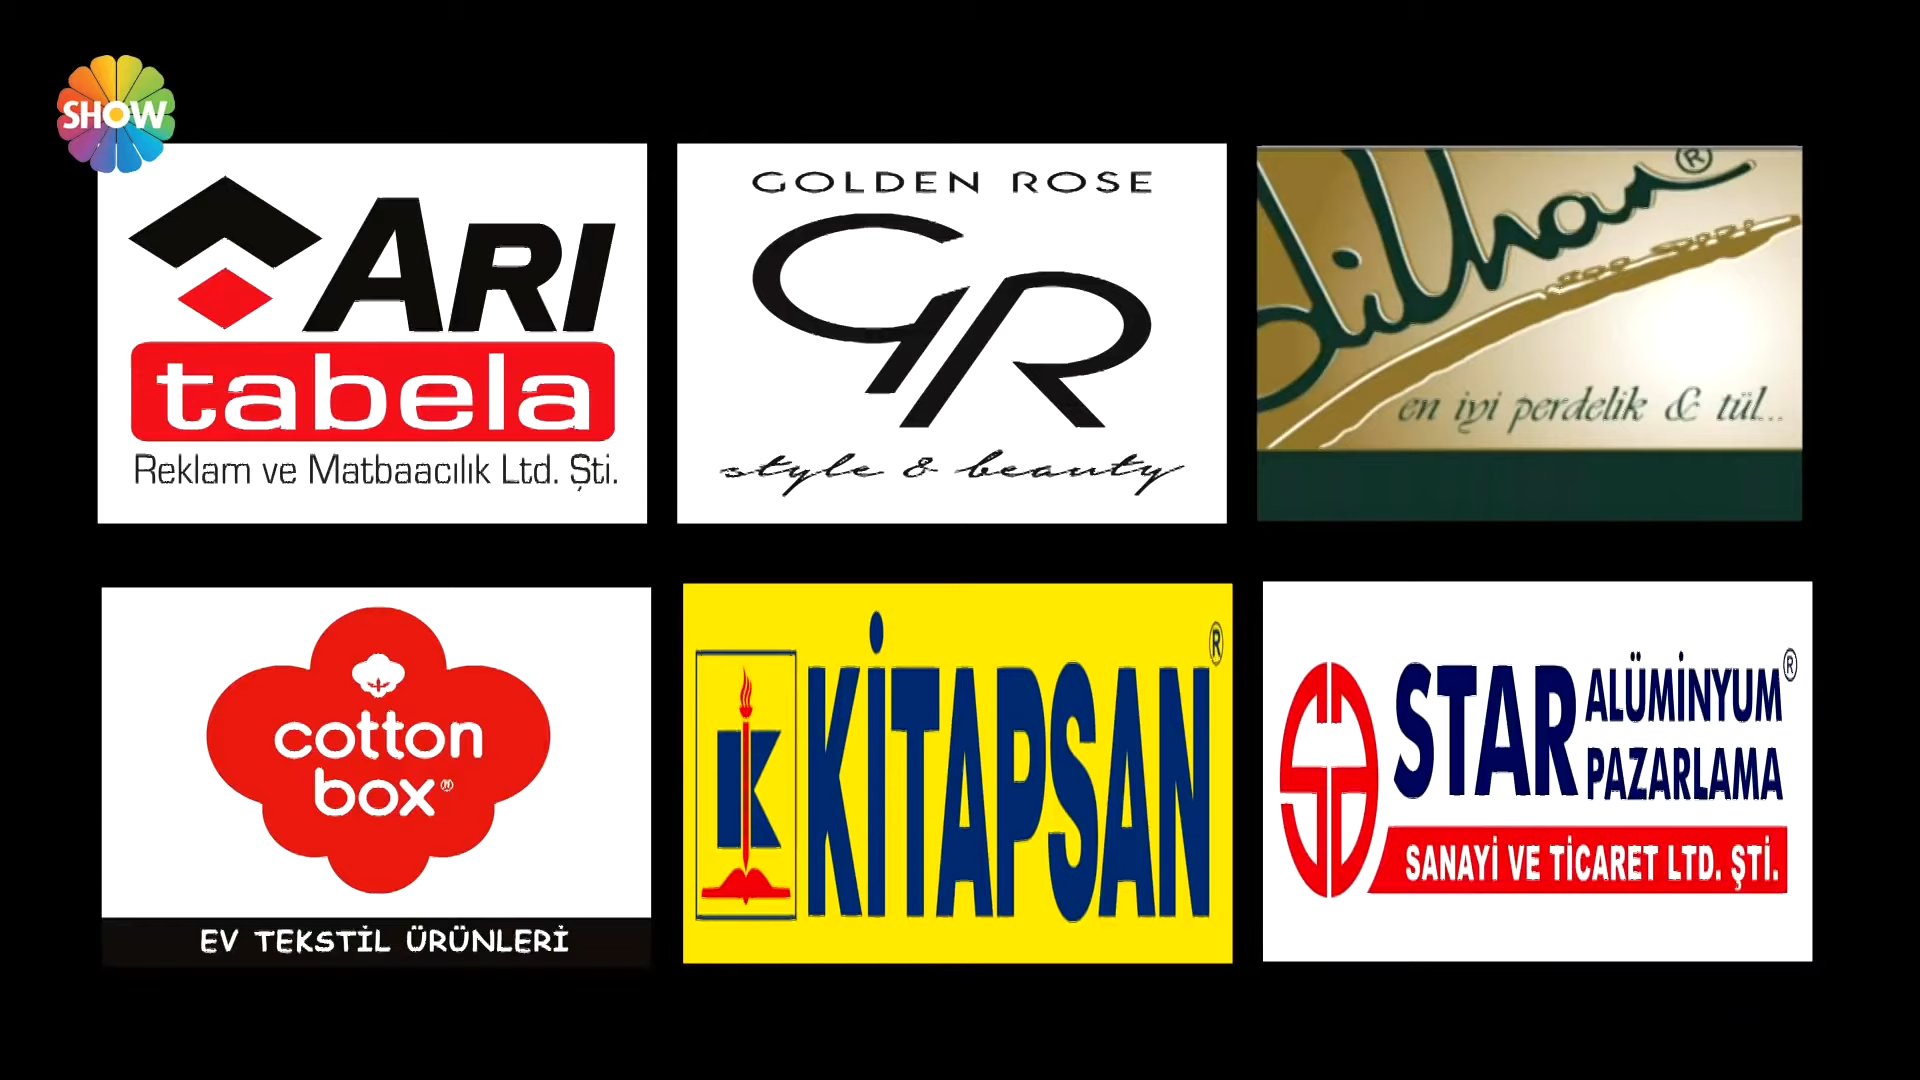 SHOW
ARI
tabela
Reklam ve Matbaacılık Ltd. Şti.
GOLDEN ROSE
GR
style & beauty
dilhan®
en iyi perdelik & tül...
cotton
box®
EV TEKSTİL ÜRÜNLERİ
KİTAPSAN®
STAR ALÜMİNYUM®
PAZARLAMA
SANAYİ VE TİCARET LTD. ŞTİ.